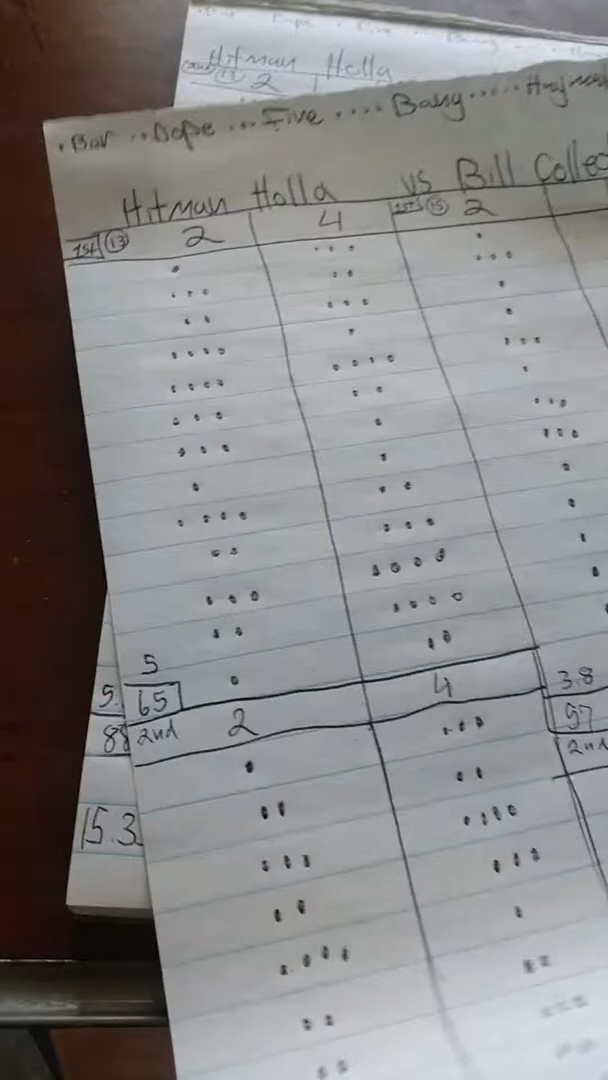 Hitman Holla
2
. Bar .. Dope ... Five .... Bang .....
Hitman Holla vs Bill Collec
1st 13 2 4 1st 15 2
5
65
2nd 2 4
3.8
97
2nd
5.
88
15.3